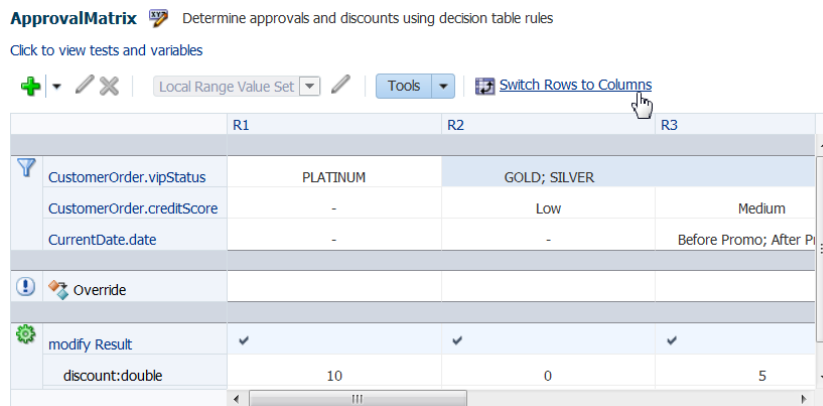 ApprovalMatrix Determine approvals and discounts using decision table rules
Click to view tests and variables
Local Range Value Set Tools Switch Rows to Columns
R1 R2 R3
CustomerOrder.vipStatus PLATINUM GOLD; SILVER
CustomerOrder.creditScore - Low Medium
CurrentDate.date - - Before Promo; After
Override
modify Result
discount:double 10 0 5